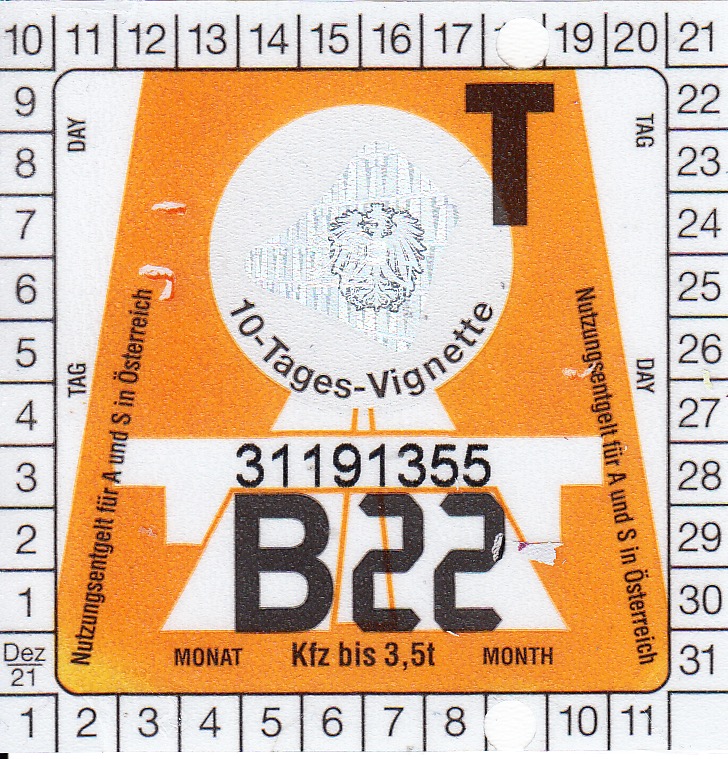 10 11 12 13 14 15 16 17 19 20 21
9 22
DAY TAG
8 23
T
7 24
6 25
5 26
TAG DAY
4 27
3 28
2 29
1 30
Dez 31
21
1 2 3 4 5 6 7 8 10 11
10-Tages-Vignette
Nutzungsentgelt für A und S in Österreich
Nutzungsentgelt für A und S in Österreich
31191355
B22
MONAT Kfz bis 3,5t MONTH